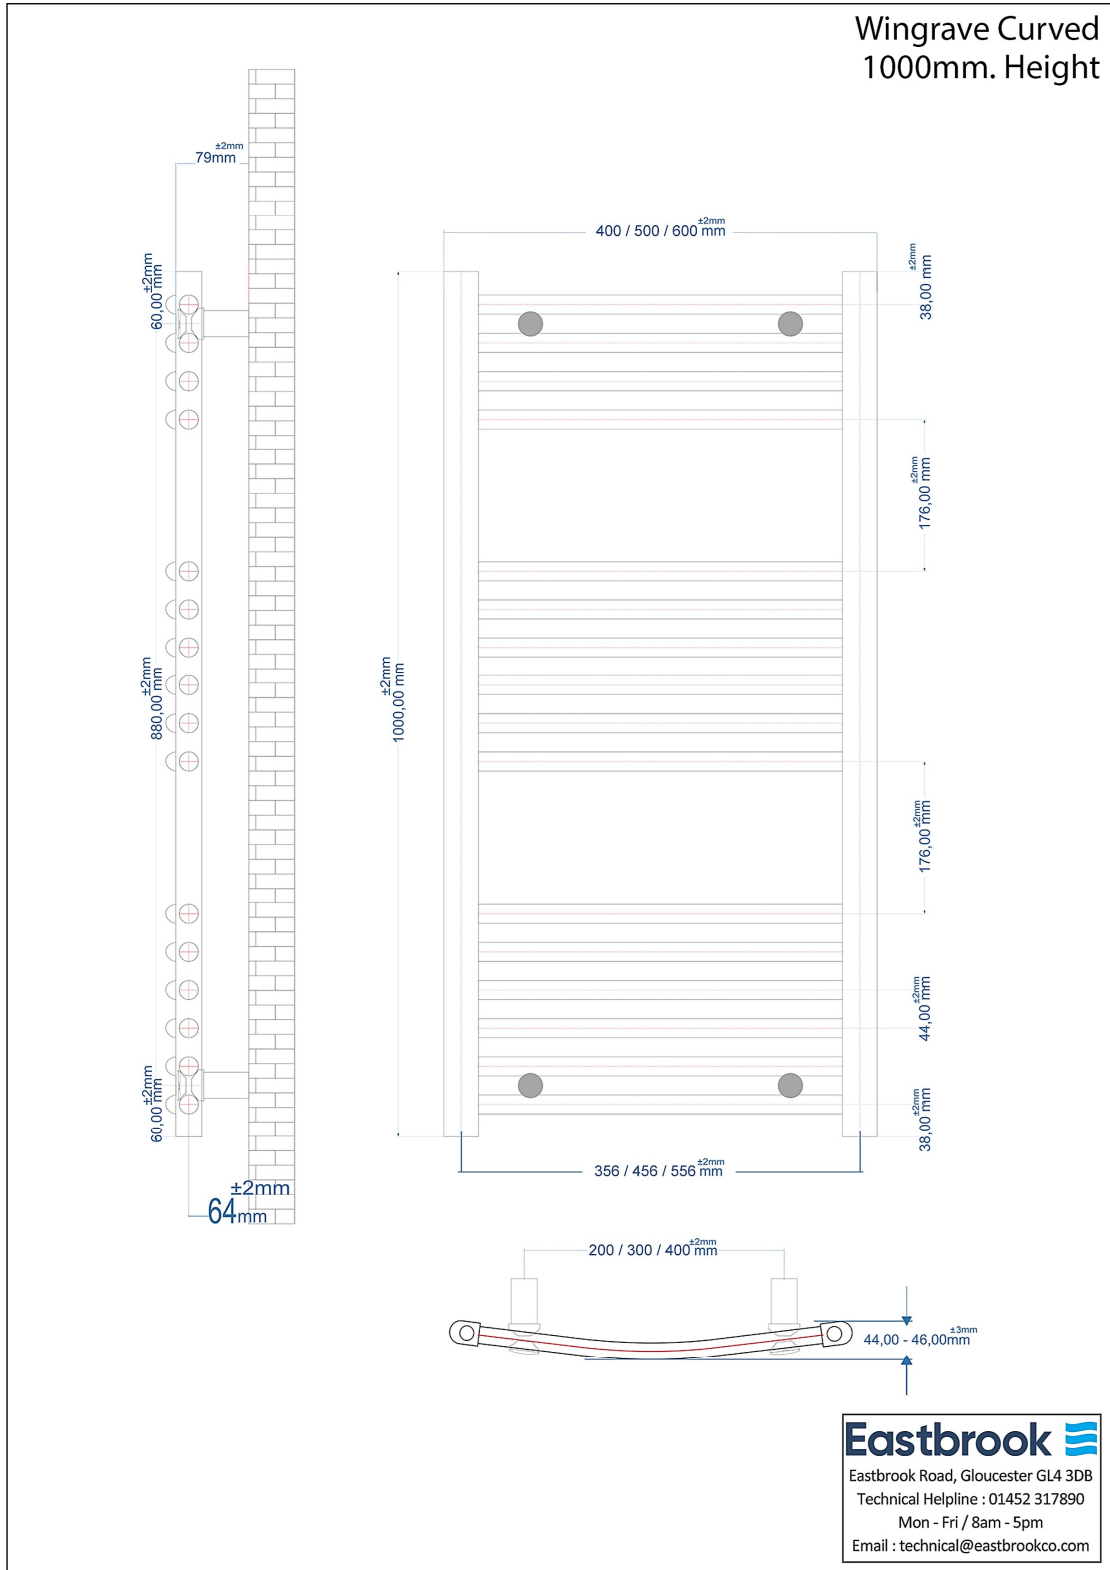 Wingrave Curved
1000mm. Height
±2mm
79mm
±2mm
400 / 500 / 600 mm
±2mm
60,00 mm
±2mm
38,00 mm
±2mm
176,00 mm
±2mm
880,00 mm
±2mm
1000,00 mm
±2mm
176,00 mm
±2mm
44,00 mm
±2mm
60,00 mm
±2mm
38,00 mm
±2mm
356 / 456 / 556 mm
±2mm
64mm
±2mm
200 / 300 / 400 mm
±3mm
44,00 - 46,00mm
Eastbrook
Eastbrook Road, Gloucester GL4 3DB
Technical Helpline : 01452 317890
Mon - Fri / 8am - 5pm
Email : technical@eastbrookco.com